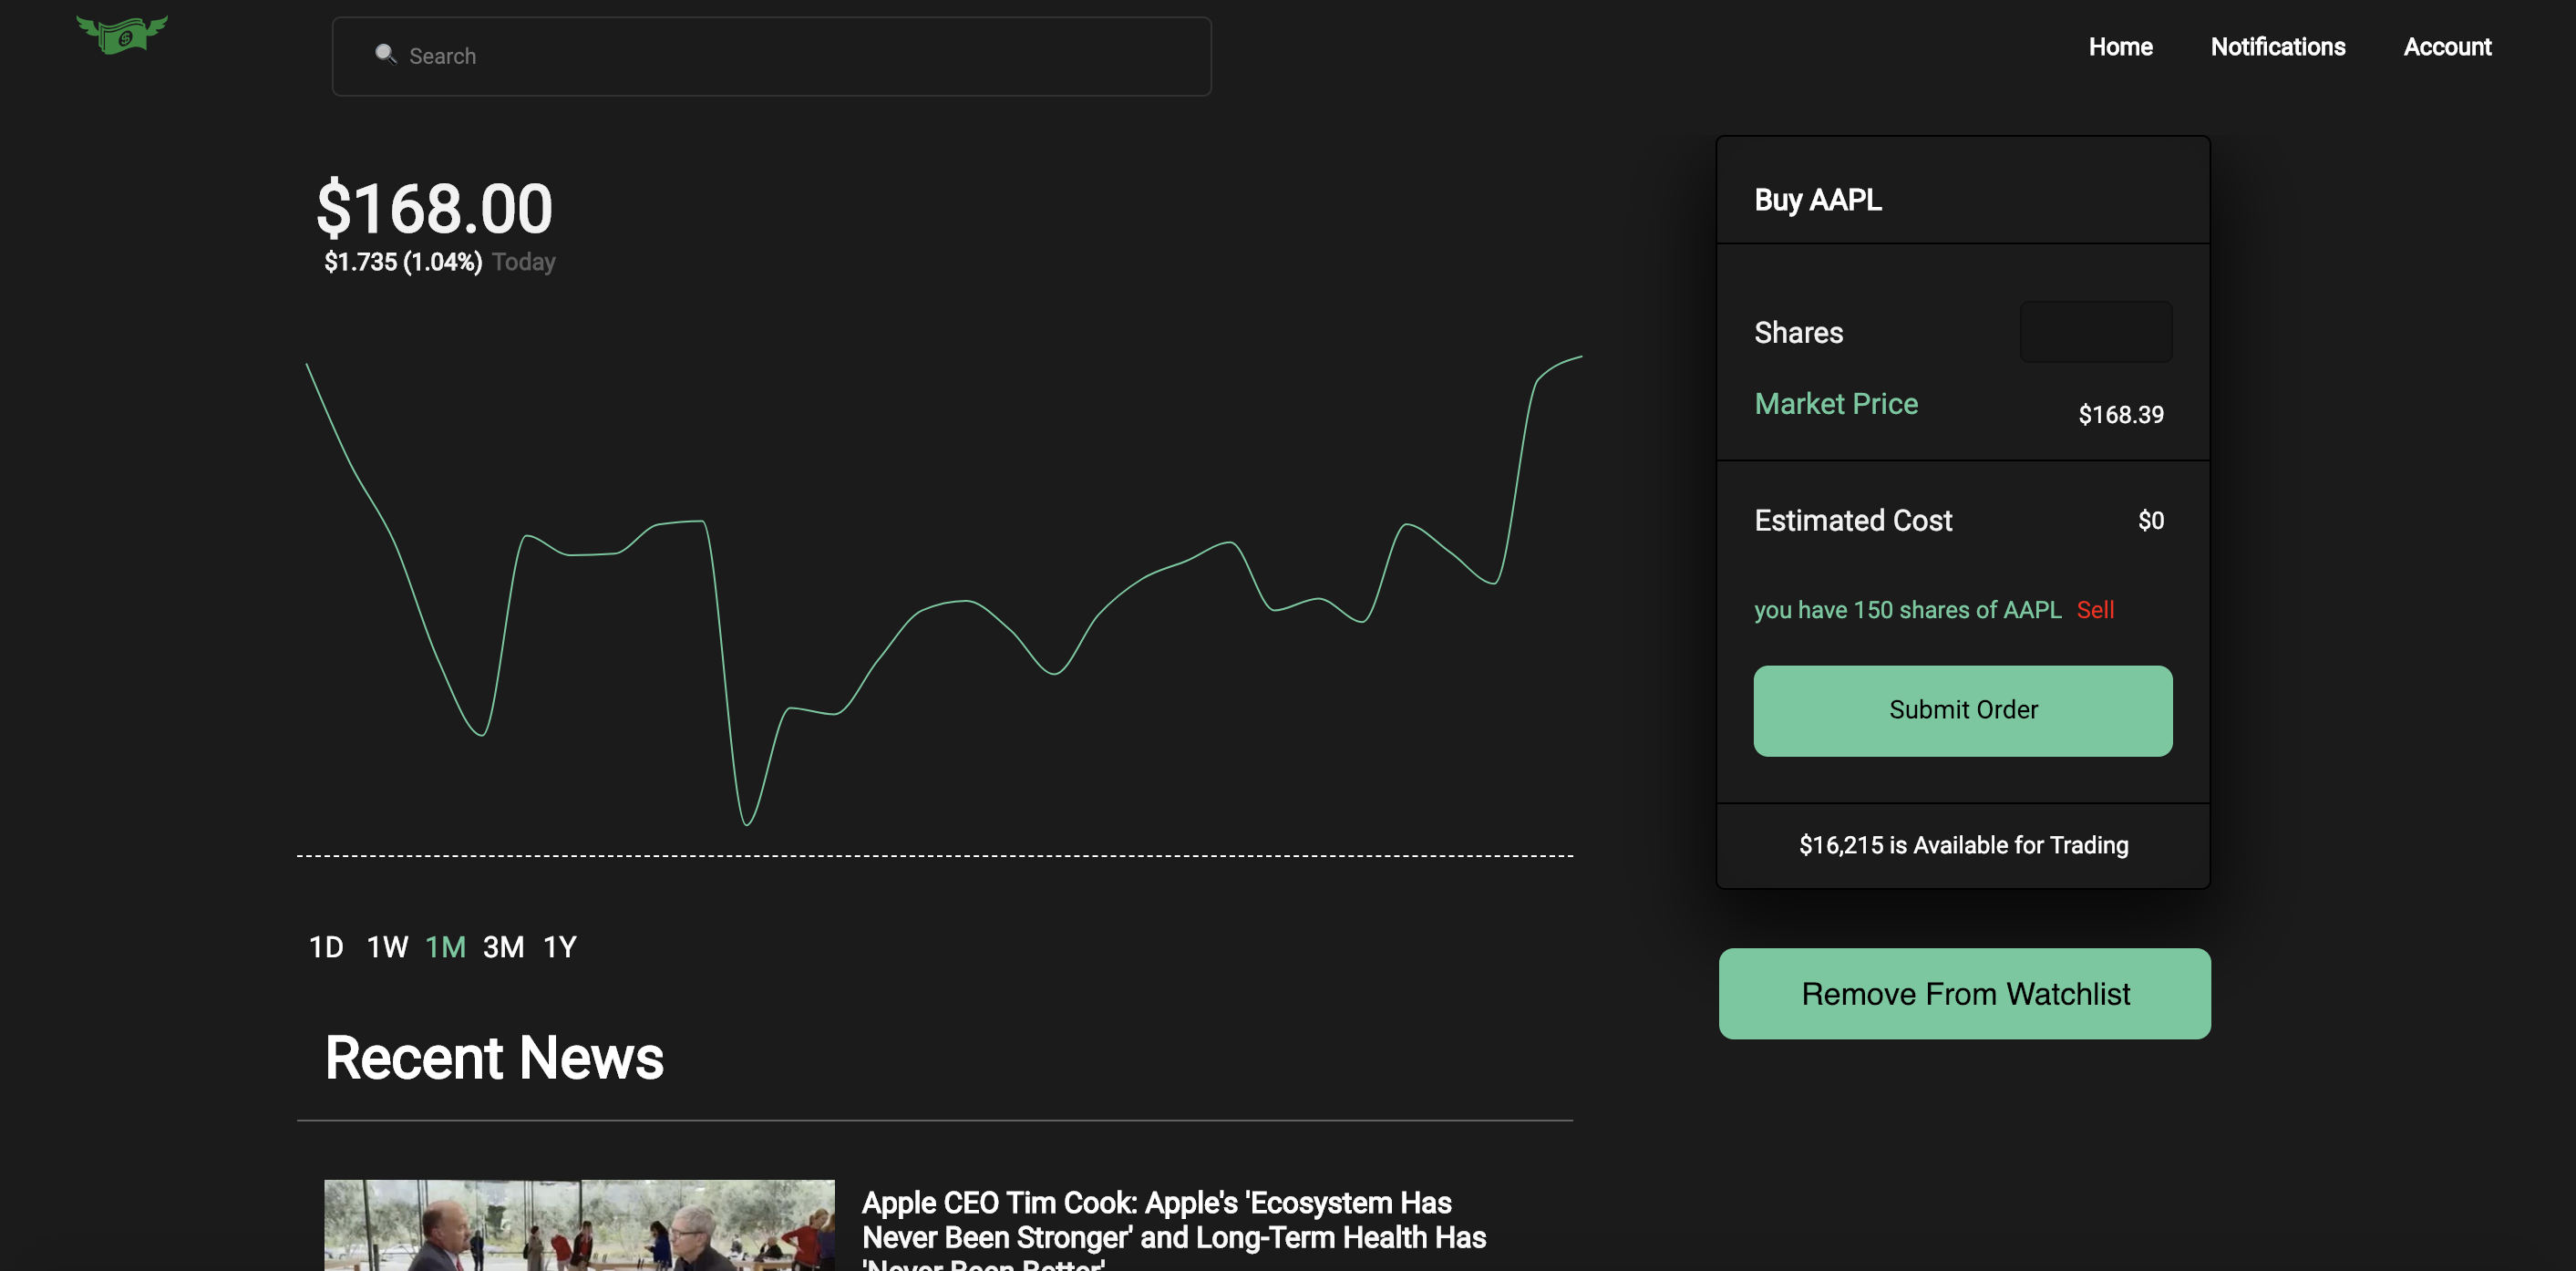 Search
Home
Notifications
Account
$168.00
$1.735 (1.04%) Today
Buy AAPL
Shares
Market Price
$168.39
Estimated Cost
$0
you have 150 shares of AAPL Sell
Submit Order
$16,215 is Available for Trading
Remove From Watchlist
1D 1W 1M 3M 1Y
Recent News
Apple CEO Tim Cook: Apple's 'Ecosystem Has
Never Been Stronger' and Long-Term Health Has
'Never Been Better'